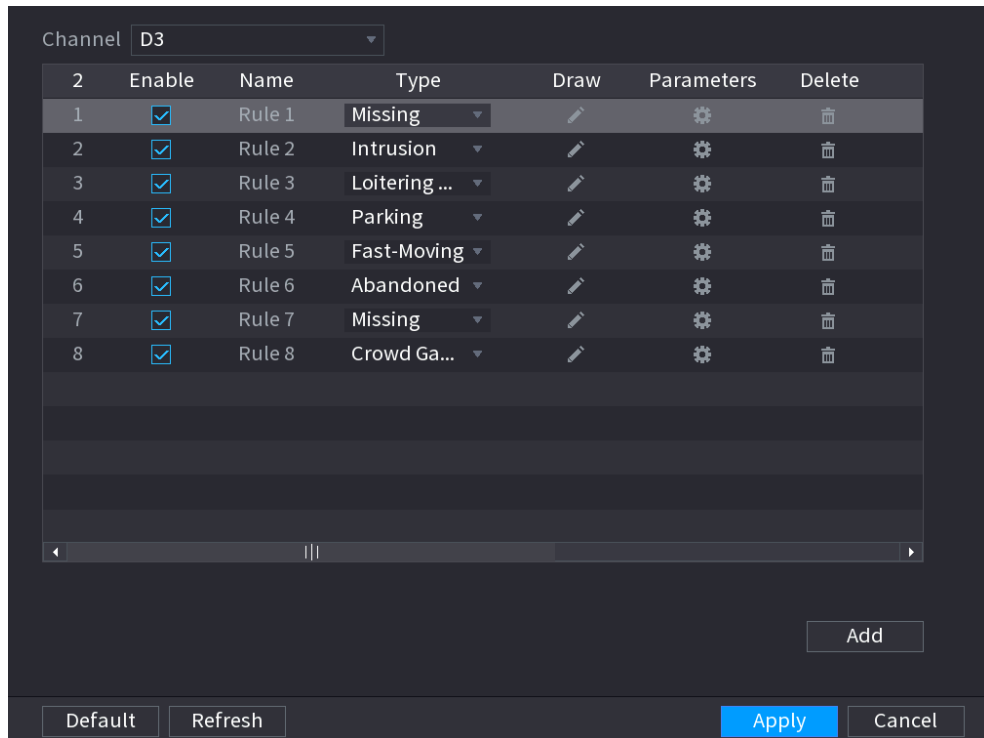 Channel D3
2 Enable Name Type Draw Parameters Delete
1 Rule 1 Missing
2 Rule 2 Intrusion
3 Rule 3 Loitering ...
4 Rule 4 Parking
5 Rule 5 Fast-Moving
6 Rule 6 Abandoned
7 Rule 7 Missing
8 Rule 8 Crowd Ga...
Add
Default Refresh Apply Cancel